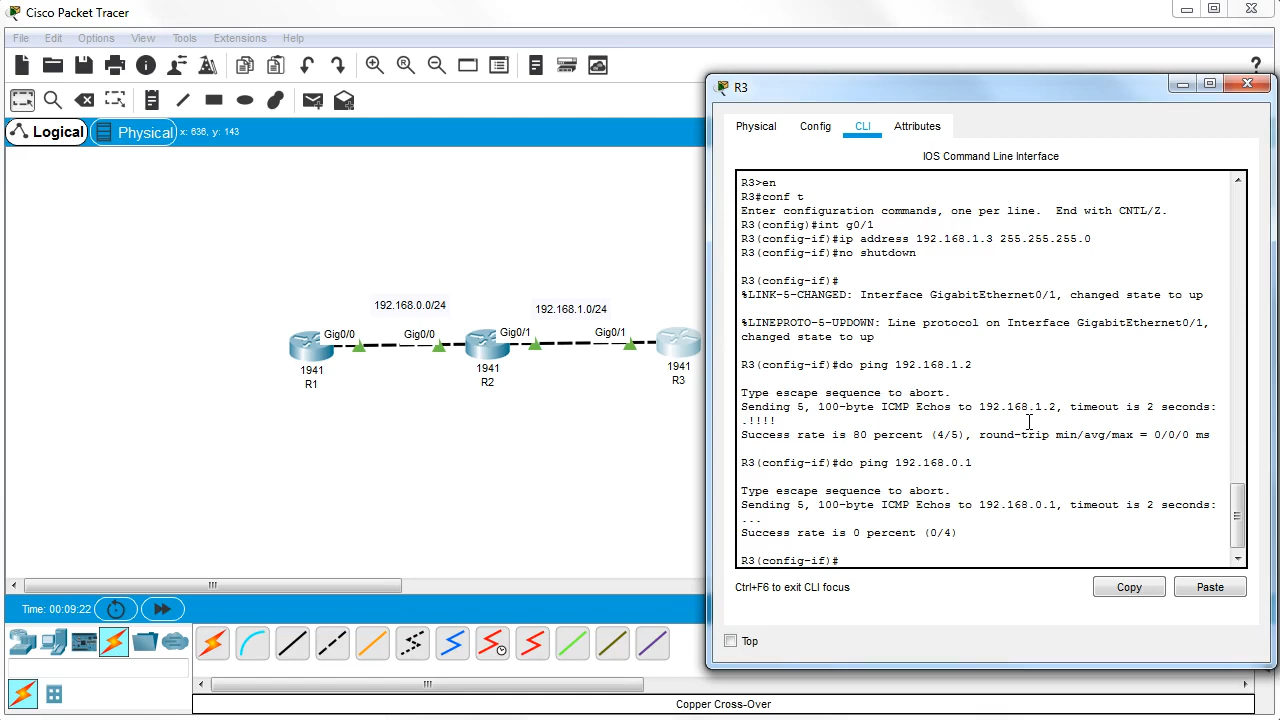 Cisco Packet Tracer
File Edit Options View Tools Extensions Help
?
Logical Physical x: 636, y: 143
192.168.0.0/24 192.168.1.0/24
Gig0/0 Gig0/0 Gig0/1 Gig0/1
1941 1941 1941
R1 R2 R3
Time: 00:09:22
Copper Cross-Over
R3
Physical Config CLI Attributes
IOS Command Line Interface
R3>en
R3#conf t
Enter configuration commands, one per line.  End with CNTL/Z.
R3(config)#int g0/1
R3(config-if)#ip address 192.168.1.3 255.255.255.0
R3(config-if)#no shutdown
R3(config-if)#
%LINK-5-CHANGED: Interface GigabitEthernet0/1, changed state to up
%LINEPROTO-5-UPDOWN: Line protocol on Interface GigabitEthernet0/1,
changed state to up
R3(config-if)#do ping 192.168.1.2
Type escape sequence to abort.
Sending 5, 100-byte ICMP Echos to 192.168.1.2, timeout is 2 seconds:
.!!!!
Success rate is 80 percent (4/5), round-trip min/avg/max = 0/0/0 ms
R3(config-if)#do ping 192.168.0.1
Type escape sequence to abort.
Sending 5, 100-byte ICMP Echos to 192.168.0.1, timeout is 2 seconds:
...
Success rate is 0 percent (0/4)
R3(config-if)#
Ctrl+F6 to exit CLI focus
Copy Paste
Top